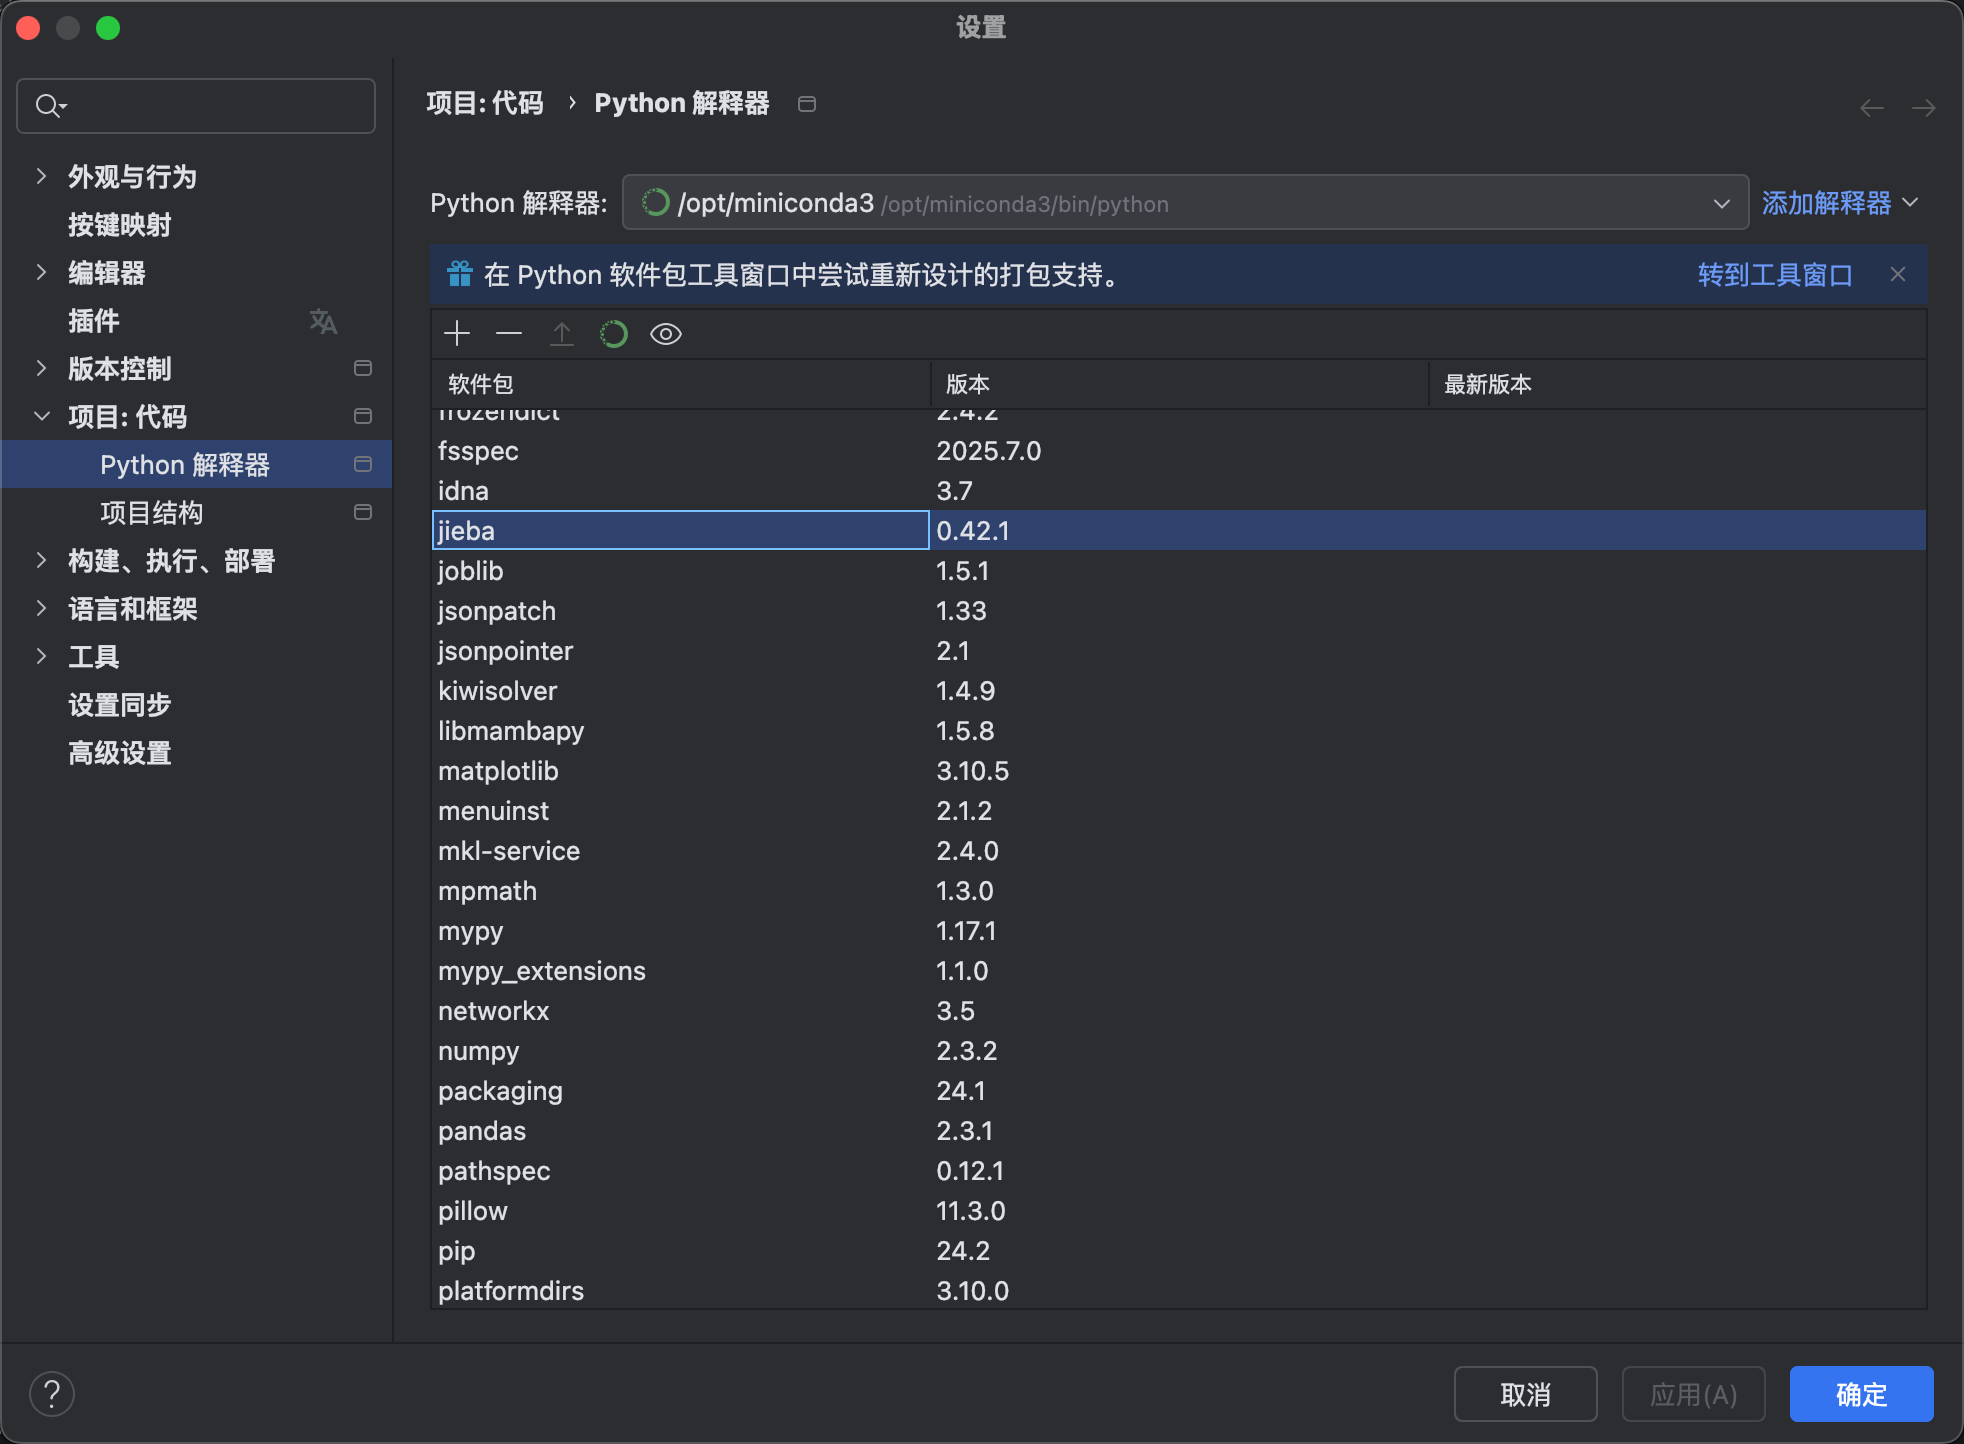 设置
项目: 代码 › Python 解释器
Python 解释器: /opt/miniconda3 /opt/miniconda3/bin/python 添加解释器
在 Python 软件包工具窗口中尝试重新设计的打包支持。 转到工具窗口
外观与行为
按键映射
编辑器
插件
版本控制
项目: 代码
Python 解释器
项目结构
构建、执行、部署
语言和框架
工具
设置同步
高级设置
软件包 版本 最新版本
frozendict 2.4.2
fsspec 2025.7.0
idna 3.7
jieba 0.42.1
joblib 1.5.1
jsonpatch 1.33
jsonpointer 2.1
kiwisolver 1.4.9
libmambapy 1.5.8
matplotlib 3.10.5
menuinst 2.1.2
mkl-service 2.4.0
mpmath 1.3.0
mypy 1.17.1
mypy_extensions 1.1.0
networkx 3.5
numpy 2.3.2
packaging 24.1
pandas 2.3.1
pathspec 0.12.1
pillow 11.3.0
pip 24.2
platformdirs 3.10.0
? 取消 应用(A) 确定